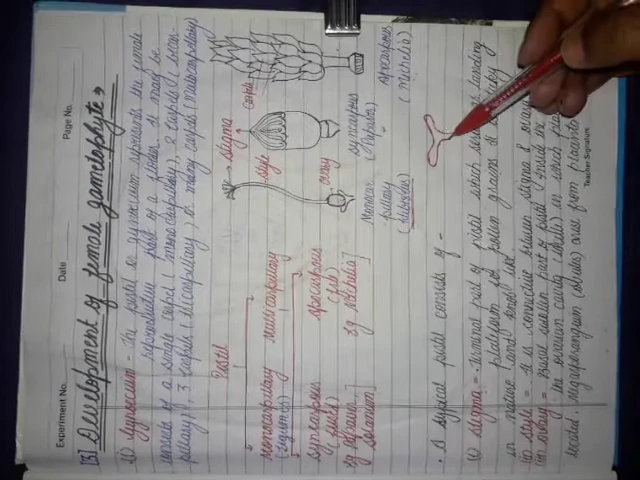 Experiment No.
Date
Page No.
[3] Development of female gametophyte →
(i) Gynoecium - The pistil or gynoecium represents the female
reproductive part of a flower. It may be
consists of a single carpel (monocarpellary), 2 carpels (bicar-
pellary), 3 carpels (tricarpellary) or many carpels (multicarpellary)
Pistil
monocarpellary
(legumes)
multicarpellary
syncarpous
(fused)
eg Papaver,
solanum]
apocarpous
(free)
eg michelia]
stigma
style
ovary
carpel
Monocar-
pellary
syncarpous
(Papaver)
Apocarpous
(Michelia)
. A typical pistil consists of -
(i) stigma = Terminal part of pistil which serves as landing
platform for pollen grains. It is sticky
in nature and knob like.
(ii) style = It is connective between stigma & ovary
(iii) ovary = Basal swollen part of pistil. Inside
the ovarian cavity (locule) in which placenta
located. Megasporangium (ovules) arises from placenta
Teacher-Signature